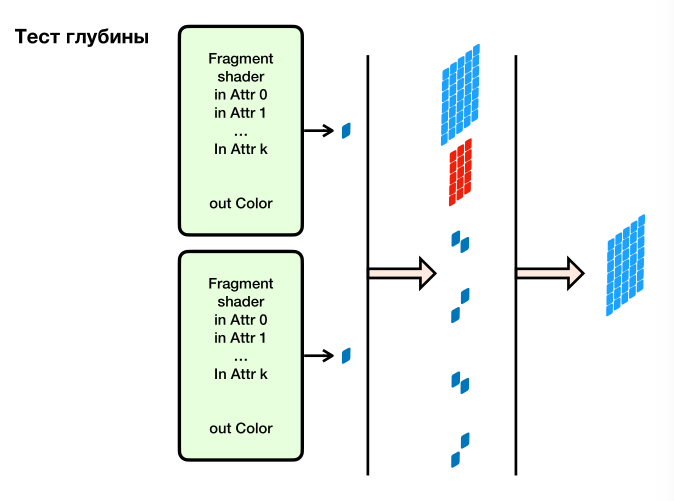 Тест глубины
Fragment
shader
in Attr 0
in Attr 1
...
In Attr k
out Color
Fragment
shader
in Attr 0
in Attr 1
...
In Attr k
out Color